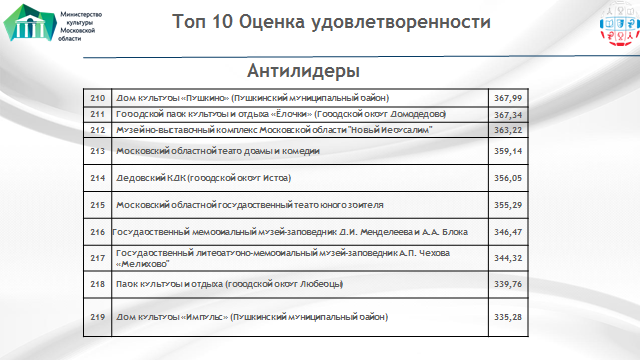 Министерство
культуры
Московской
области
Топ 10 Оценка удовлетворенности
Антилидеры
210 Дом культуры «Пушкино» (Пушкинский муниципальный район) 367,99
211 Городской парк культуры и отдыха «Ёлочки» (Городской округ Домодедово) 367,34
212 Музейно-выставочный комплекс Московской области "Новый Иерусалим" 363,22
213 Московский областной театр драмы и комедии 359,14
214 Дедовский КДК (городской округ Истра) 356,05
215 Московский областной государственный театр юного зрителя 355,29
216 Государственный мемориальный музей-заповедник Д.И. Менделеева и А.А. Блока 346,47
217 Государственный литературно-мемориальный музей-заповедник А.П. Чехова
«Мелихово" 344,32
218 Парк культуры и отдыха (городской округ Люберцы) 339,76
219 Дом культуры «Импульс» (Пушкинский муниципальный район) 335,28